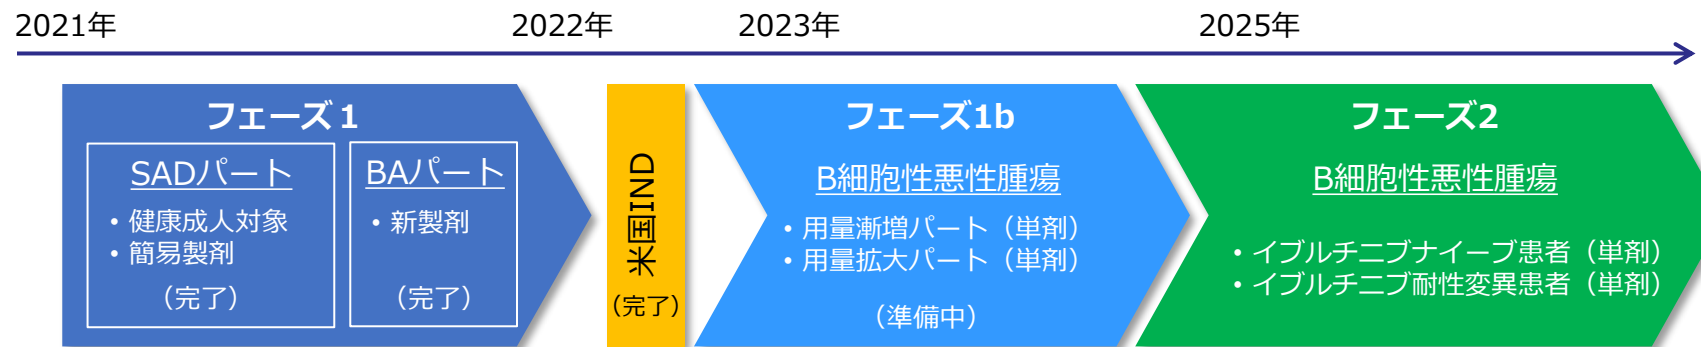 2021年
2022年
2023年
2025年
フェーズ１
SADパート
・健康成人対象
・簡易製剤
（完了）
BAパート
・新製剤
（完了）
米国IND
（完了）
フェーズ1b
B細胞性悪性腫瘍
・用量漸増パート（単剤）
・用量拡大パート（単剤）
（準備中）
フェーズ2
B細胞性悪性腫瘍
・イブルチニブナイーブ患者（単剤）
・イブルチニブ耐性変異患者（単剤）